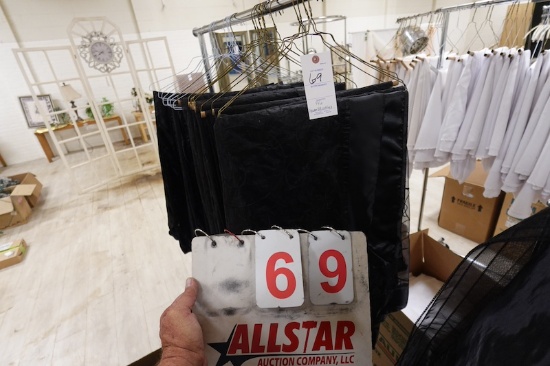 69
6 9
ALLSTAR
AUCTION COMPANY, LLC